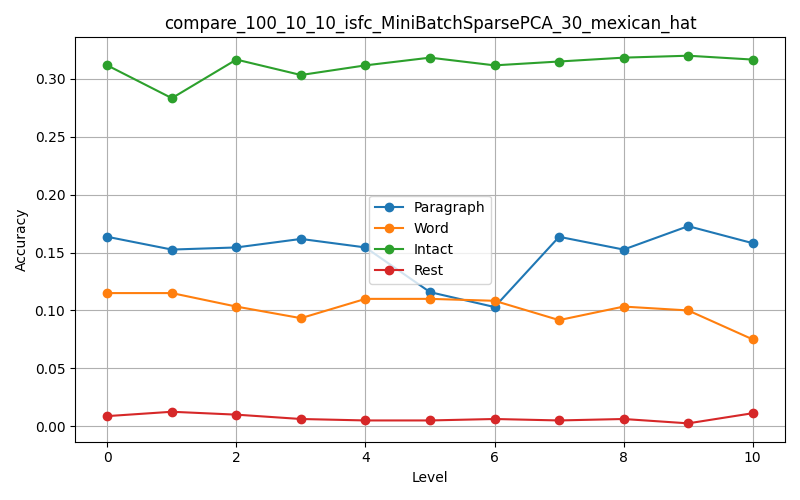 compare_100_10_10_isfc_MiniBatchSparsePCA_30_mexican_hat
Accuracy
0.30
0.25
0.20
0.15
0.10
0.05
0.00
Paragraph
Word
Intact
Rest
0 2 4 6 8 10
Level